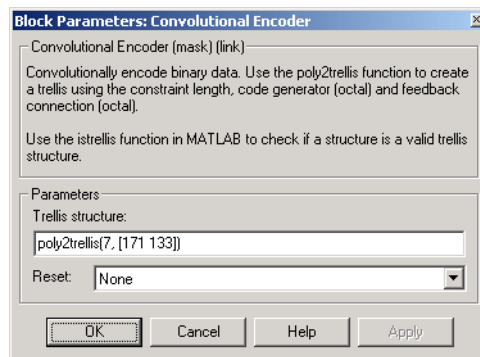 Block Parameters: Convolutional Encoder
Convolutional Encoder (mask) (link)
Convolutionally encode binary data. Use the poly2trellis function to create
a trellis using the constraint length, code generator (octal) and feedback
connection (octal).
Use the istrellis function in MATLAB to check if a structure is a valid trellis
structure.
Parameters
Trellis structure:
poly2trellis(7, [171 133])
Reset: None
OK Cancel Help Apply